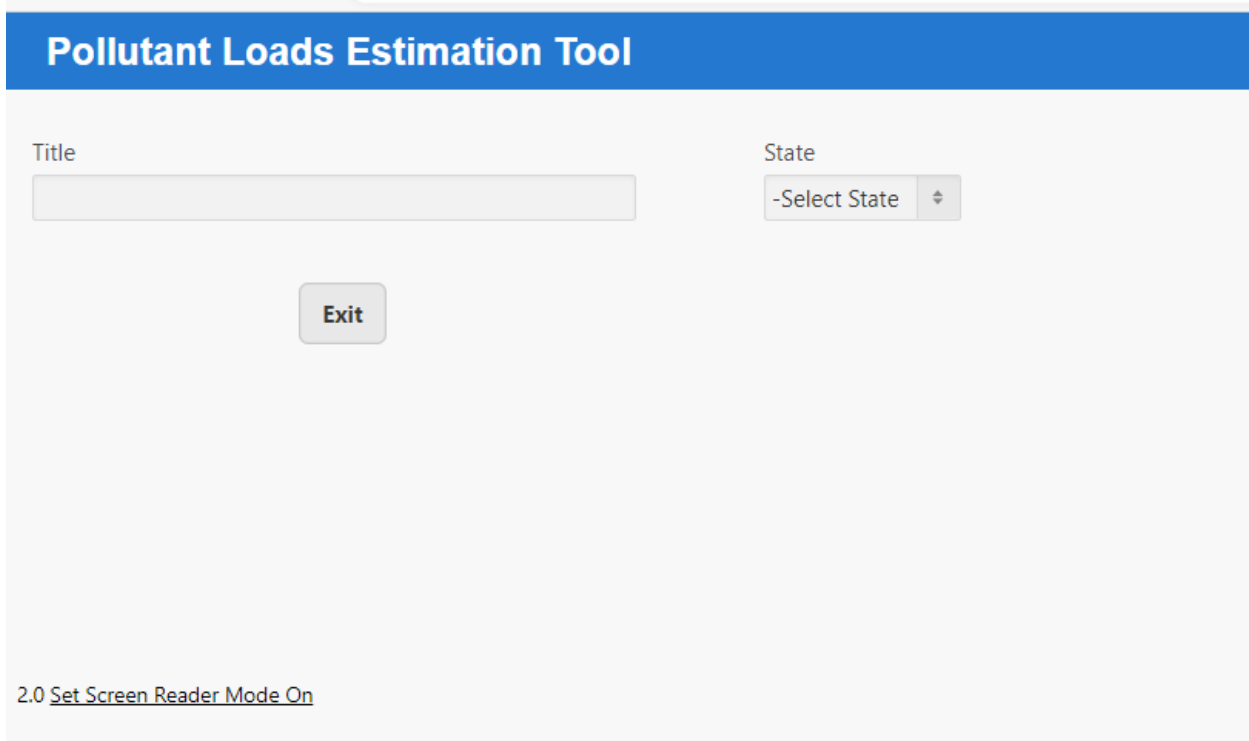 Pollutant Loads Estimation Tool
Title
State
-Select State
Exit
2.0 Set Screen Reader Mode On